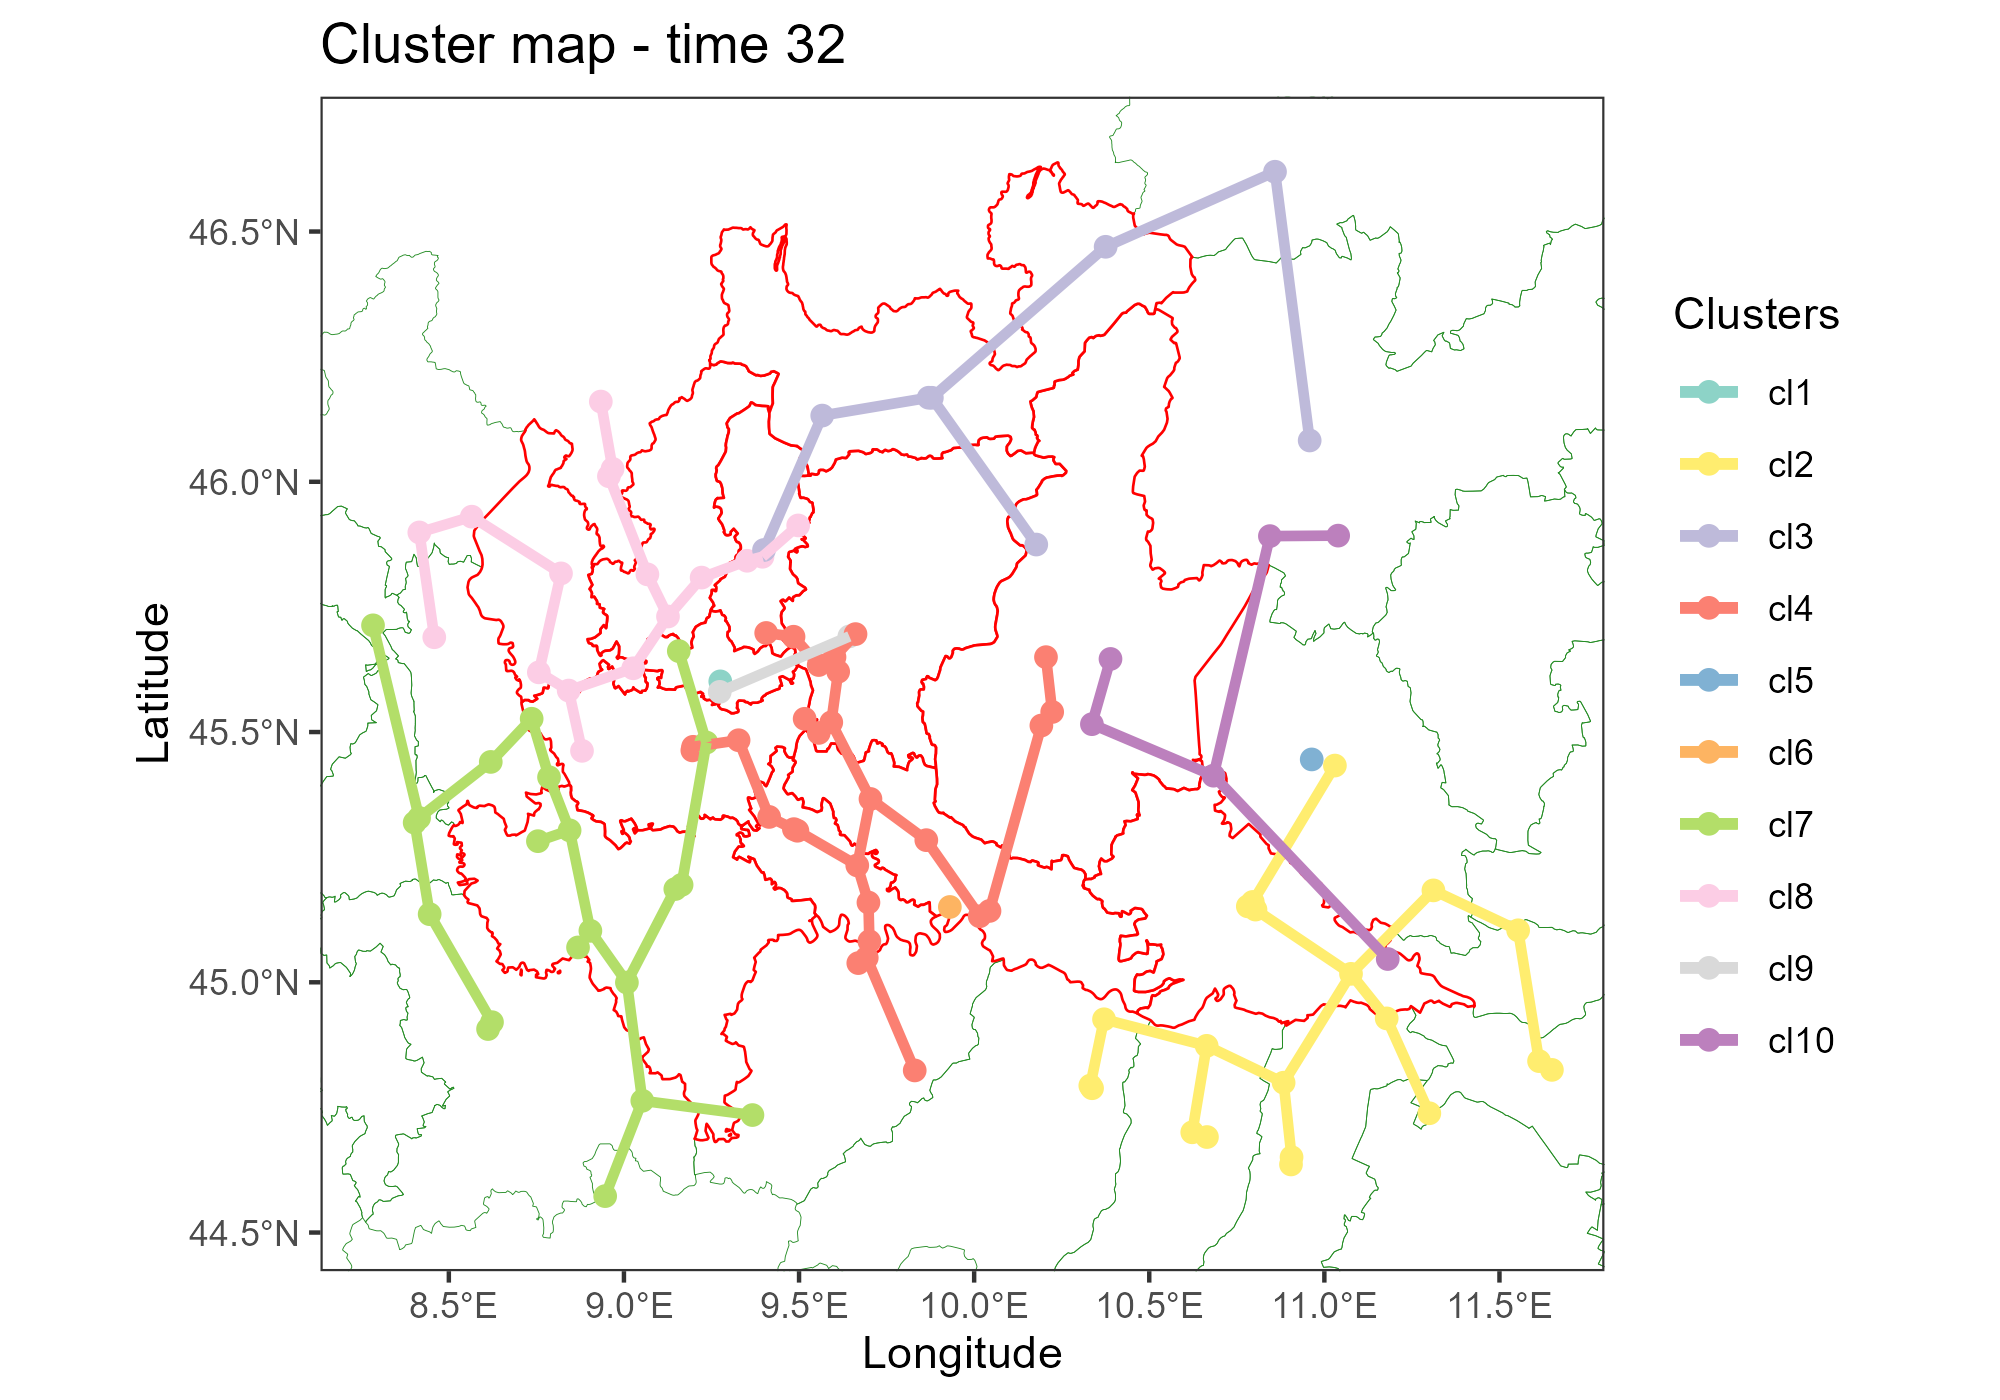 Cluster map - time 32
46.5°N
46.0°N
45.5°N
45.0°N
44.5°N
Latitude
8.5°E
9.0°E
9.5°E
10.0°E
10.5°E
11.0°E
11.5°E
Longitude
Clusters
cl1
cl2
cl3
cl4
cl5
cl6
cl7
cl8
cl9
cl10